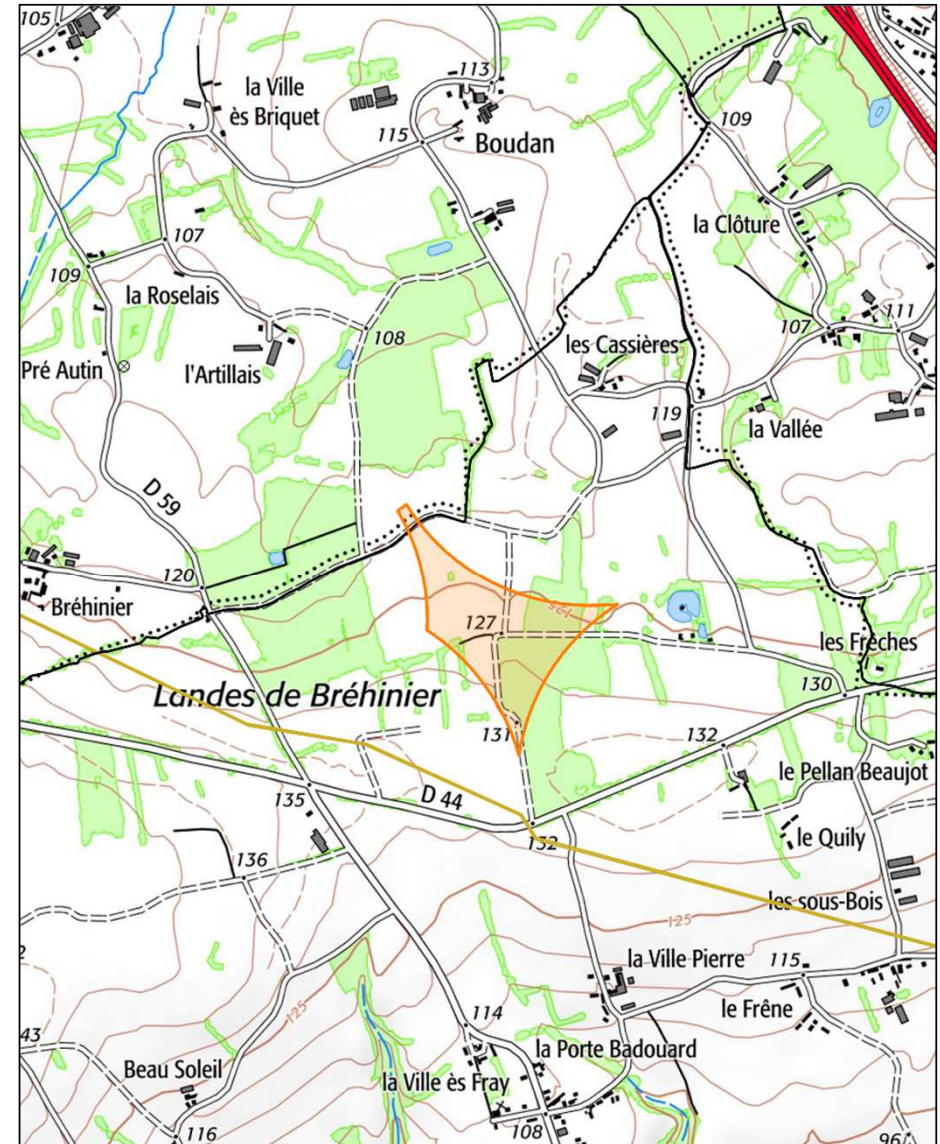 105
la Ville
ès Briquet
113
115
Boudan
109
la Clôture
107
109
la Roselais
108
111
107
les Cassières
Pré Autin
l'Artillais
119
la Vallée
D 59
120
Bréhinier
125
127
les Frèches
Landes de Bréhinier
130
131
132
le Pellan Beaujot
135
D 44
132
le Quily
136
les sous-Bois
125
la Ville Pierre
115
le Frêne
125
114
43
la Porte Badouard
Beau Soleil
la Ville ès Fray
108
116
96